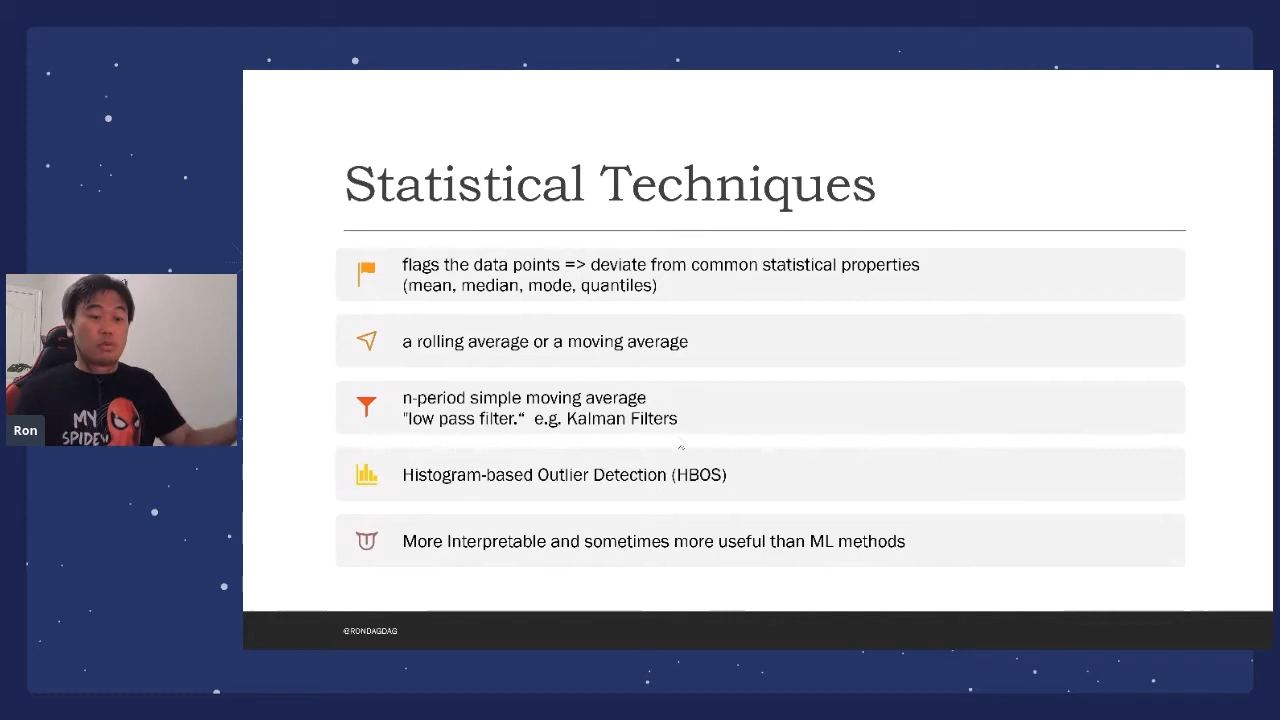 Statistical Techniques
flags the data points => deviate from common statistical properties
(mean, median, mode, quantiles)
a rolling average or a moving average
n-period simple moving average
"low pass filter.“ e.g. Kalman Filters
Histogram-based Outlier Detection (HBOS)
More Interpretable and sometimes more useful than ML methods
MY
SPIDEY
Ron
@RONDAGDAG